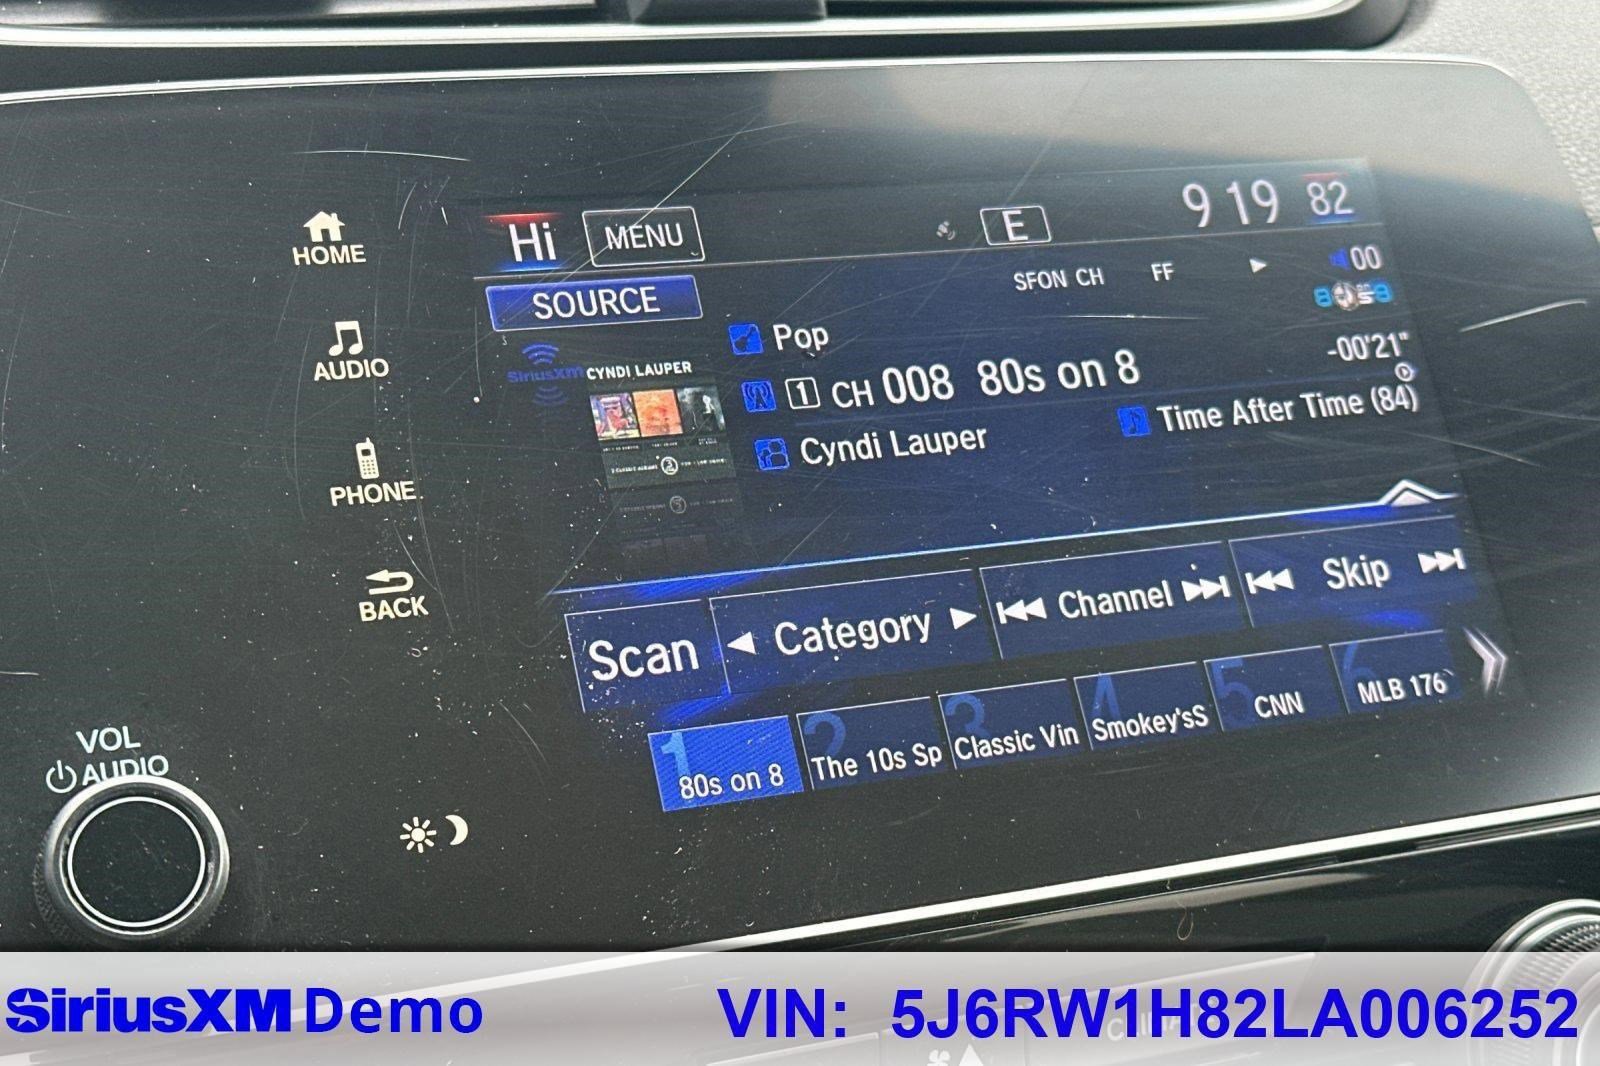 HOME
AUDIO
PHONE
BACK
VOL
AUDIO
Hi MENU E 9 19 82
SOURCE SFON CH FF 00
SiriusXM
CYNDI LAUPER
Pop
-00'21"
1 CH 008 80s on 8
Cyndi Lauper Time After Time (84)
Scan Category Channel Skip
1 80s on 8
2 The 10s Sp
3 Classic Vin
4 Smokey'sS
5 CNN
6 MLB 176
SiriusXM Demo VIN: 5J6RW1H82LA006252